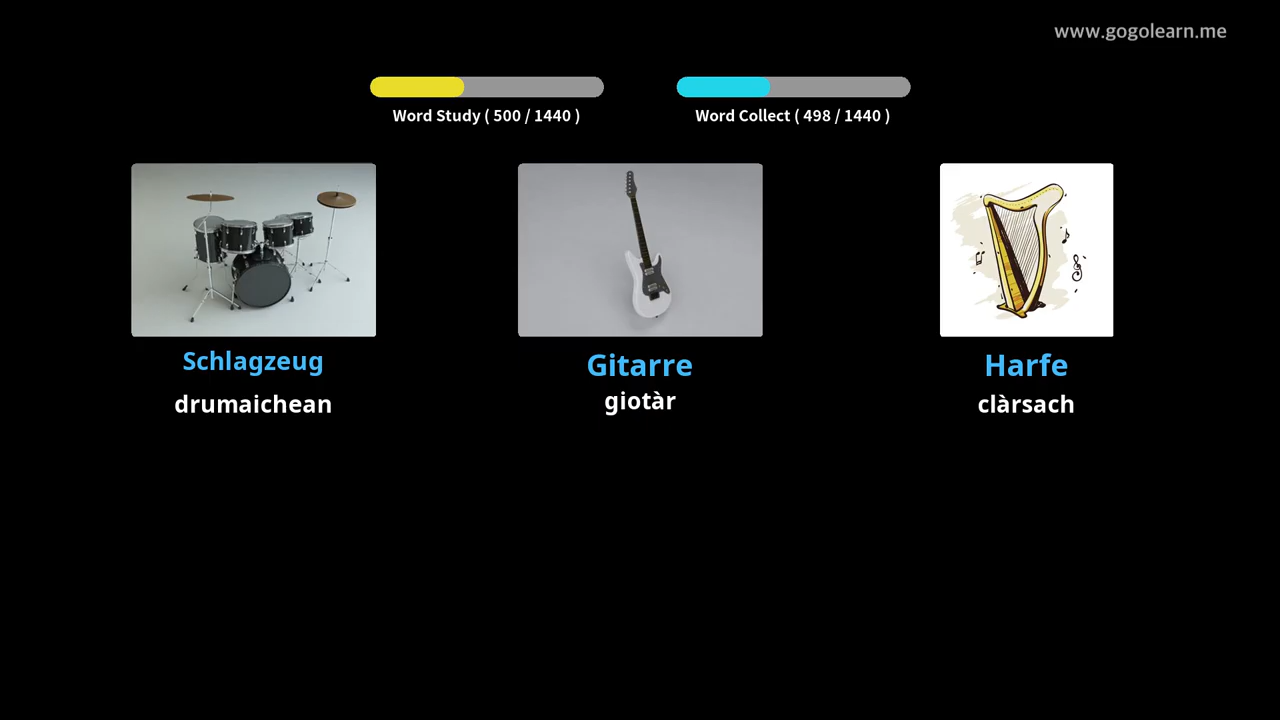 www.gogolearn.me
Word Study ( 500 / 1440 )
Word Collect ( 498 / 1440 )
Schlagzeug
drumaichean
Gitarre
giotàr
Harfe
clàrsach